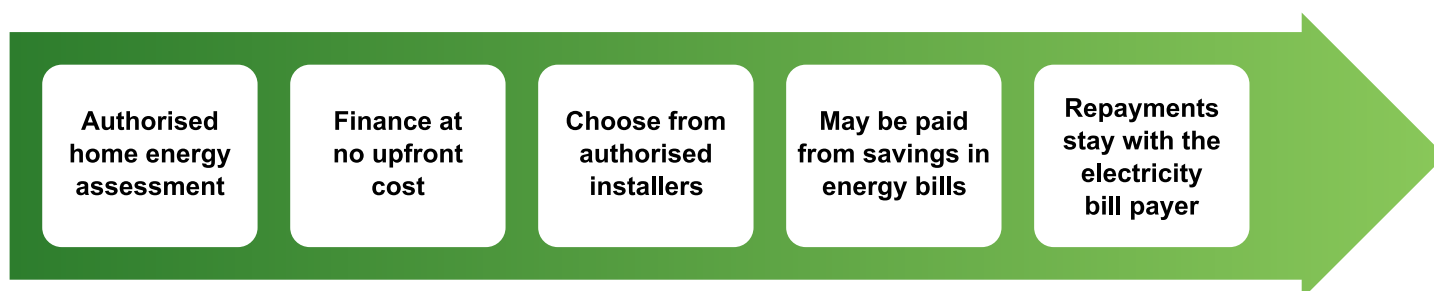 Authorised
home energy
assessment
Finance at
no upfront
cost
Choose from
authorised
installers
May be paid
from savings in
energy bills
Repayments
stay with the
electricity
bill payer